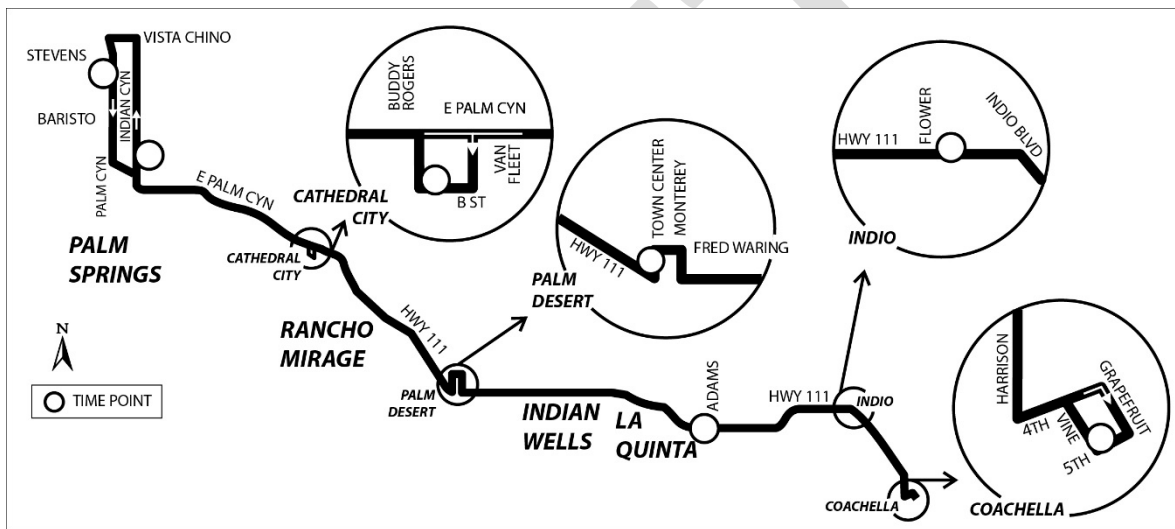 VISTA CHINO
STEVENS
INDIAN CYN
BARISTO
PALM CYN
E PALM CYN
PALM
SPRINGS
CATHEDRAL
CITY
BUDDY
ROGERS
E PALM CYN
VAN
FLEET
B ST
CATHEDRAL
CITY
RANCHO
MIRAGE
HWY 111
PALM
DESERT
HWY 111
TOWN CENTER
MONTEREY
FRED WARING
PALM
DESERT
INDIAN
WELLS
LA
QUINTA
ADAMS
HWY 111
INDIO
HWY 111
FLOWER
INDIO BLVD
INDIO
COACHELLA
HARRISON
4TH
VINE
GRAPEFRUIT
5TH
COACHELLA
N
TIME POINT